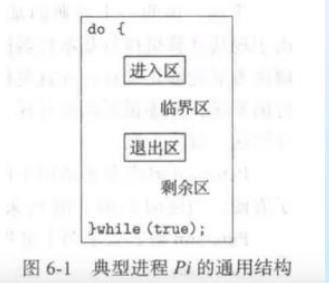 do {
进入区
临界区
退出区
剩余区
}while (true);
图 6-1 典型进程 Pi 的通用结构